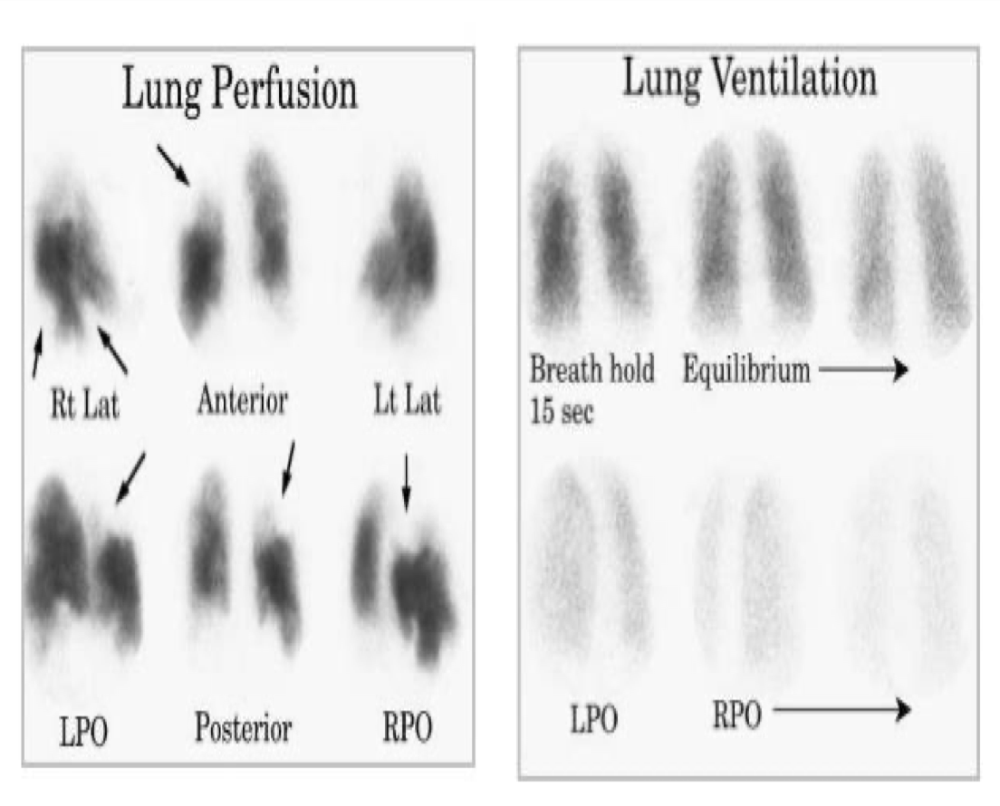 Lung Perfusion
Rt Lat
Anterior
Lt Lat
LPO
Posterior
RPO
Lung Ventilation
Breath hold
15 sec
Equilibrium
LPO
RPO